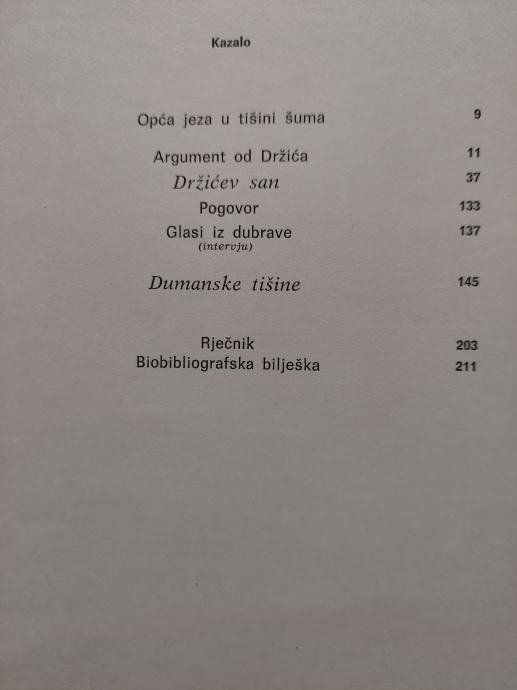 Kazalo
Opća jeza u tišini šuma 9
Argument od Držića 11
Držićev san 37
Pogovor 133
Glasi iz dubrave 137
(intervju)
Dumanske tišine 145
Rječnik 203
Biobibliografska bilješka 211